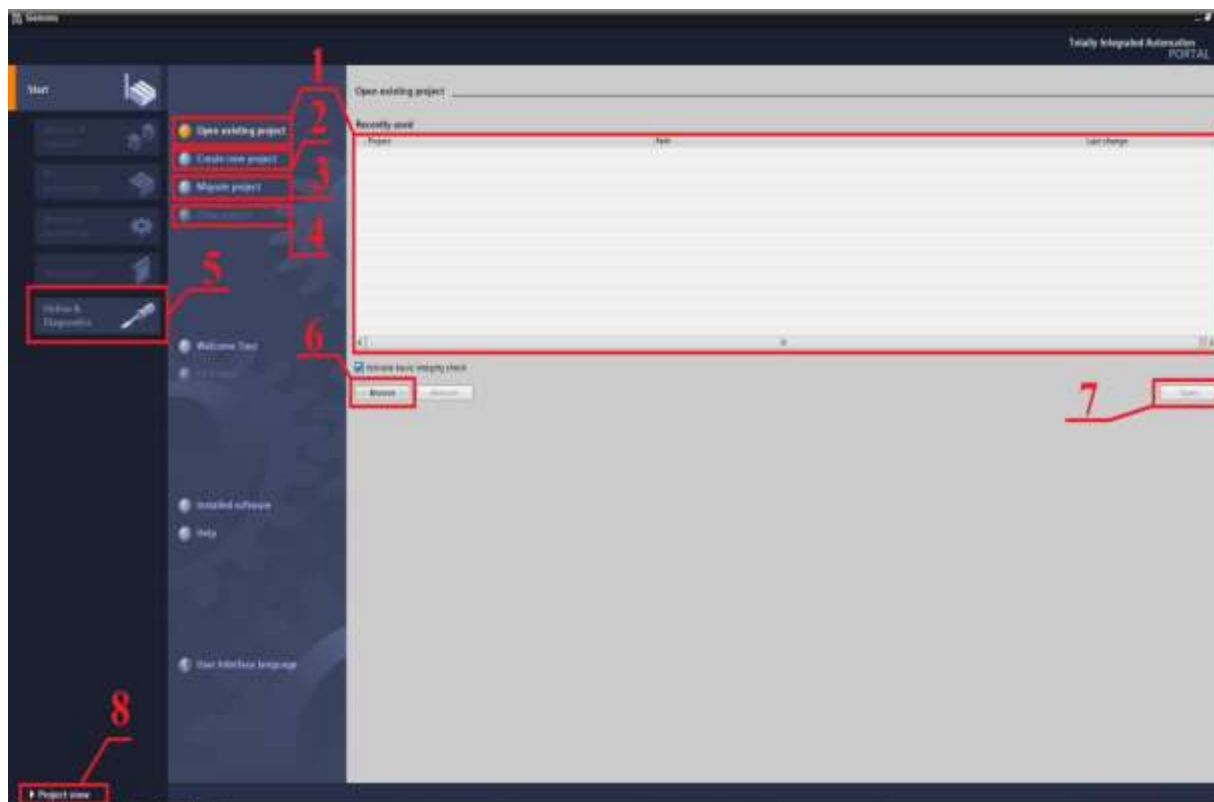 Siemens
Totally Integrated Automation
PORTAL
Start
1
Open existing project
Open existing project
Recently used
Project Path Last change
2
Create new project
3
Migrate project
4
5
Online &
Diagnostics
6
Welcome Tour
Activate basic integrity check
Browse
7
Open
Installed software
Help
User interface language
8
Project view